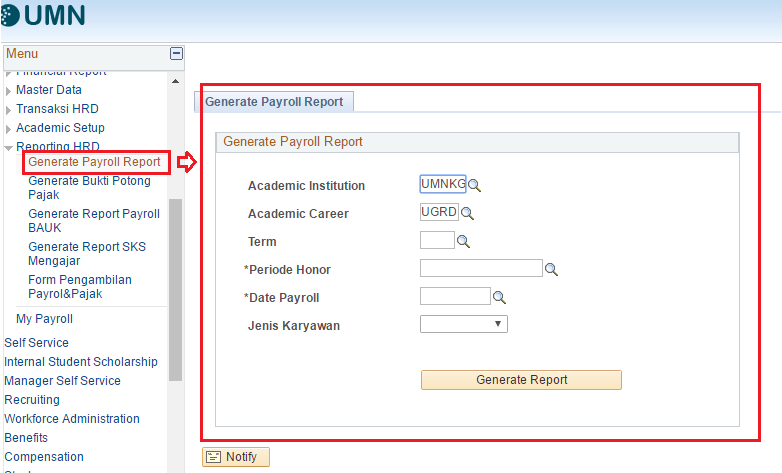 UMN
Menu
Financial Report
Master Data
Transaksi HRD
Academic Setup
Reporting HRD
Generate Payroll Report
Generate Bukti Potong
Pajak
Generate Report Payroll
BAUK
Generate Report SKS
Mengajar
Form Pengambilan
Payrol&Pajak
My Payroll
Self Service
Internal Student Scholarship
Manager Self Service
Recruiting
Workforce Administration
Benefits
Compensation
Generate Payroll Report
Generate Payroll Report
Academic Institution UMNKG
Academic Career UGRD
Term
*Periode Honor
*Date Payroll
Jenis Karyawan
Generate Report
Notify